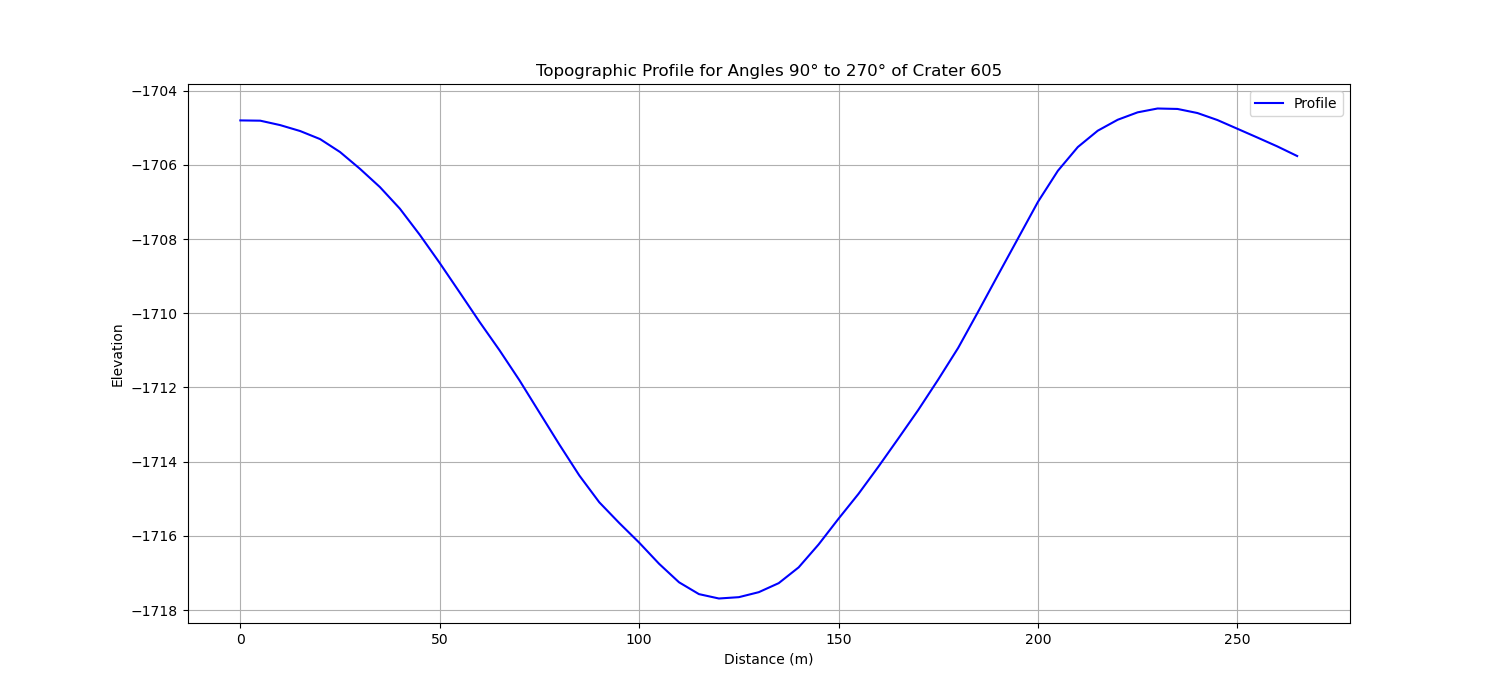 Topographic Profile for Angles 90° to 270° of Crater 605
Profile
Elevation
−1704
−1706
−1708
−1710
−1712
−1714
−1716
−1718
0 50 100 150 200 250
Distance (m)